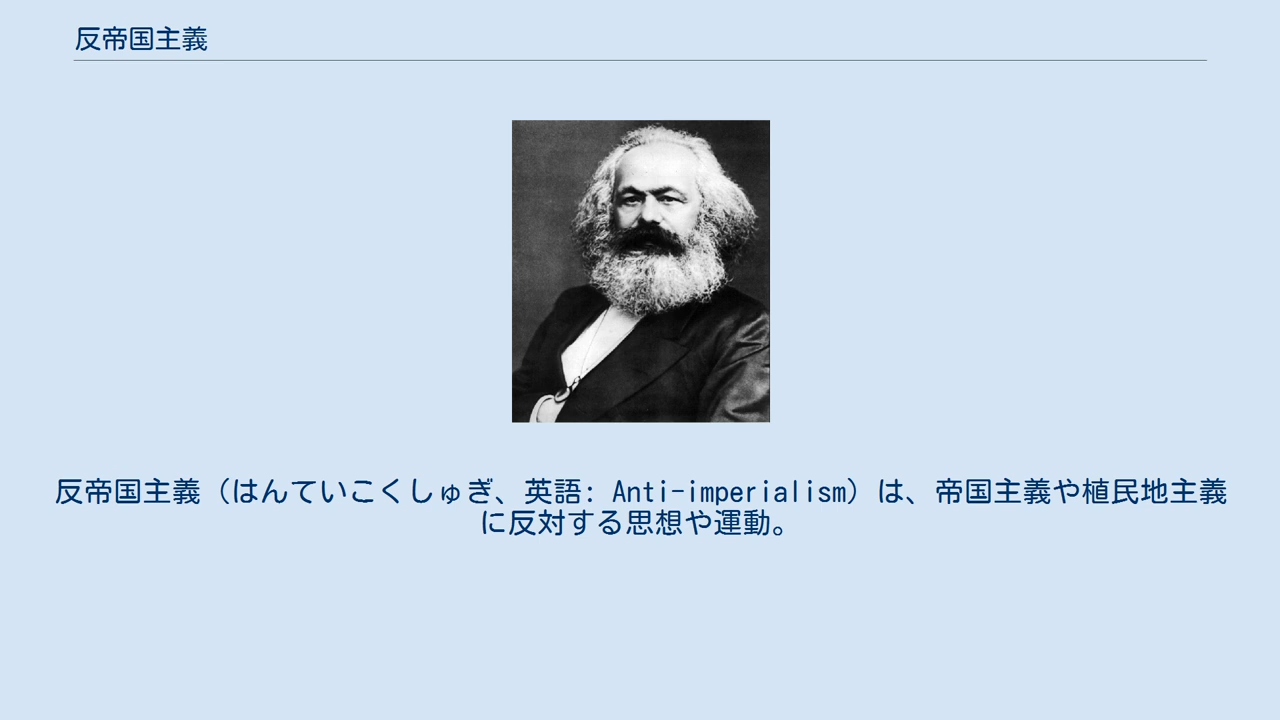 反帝国主義
反帝国主義（はんていこくしゅぎ、英語: Anti-imperialism）は、帝国主義や植民地主義
に反対する思想や運動。